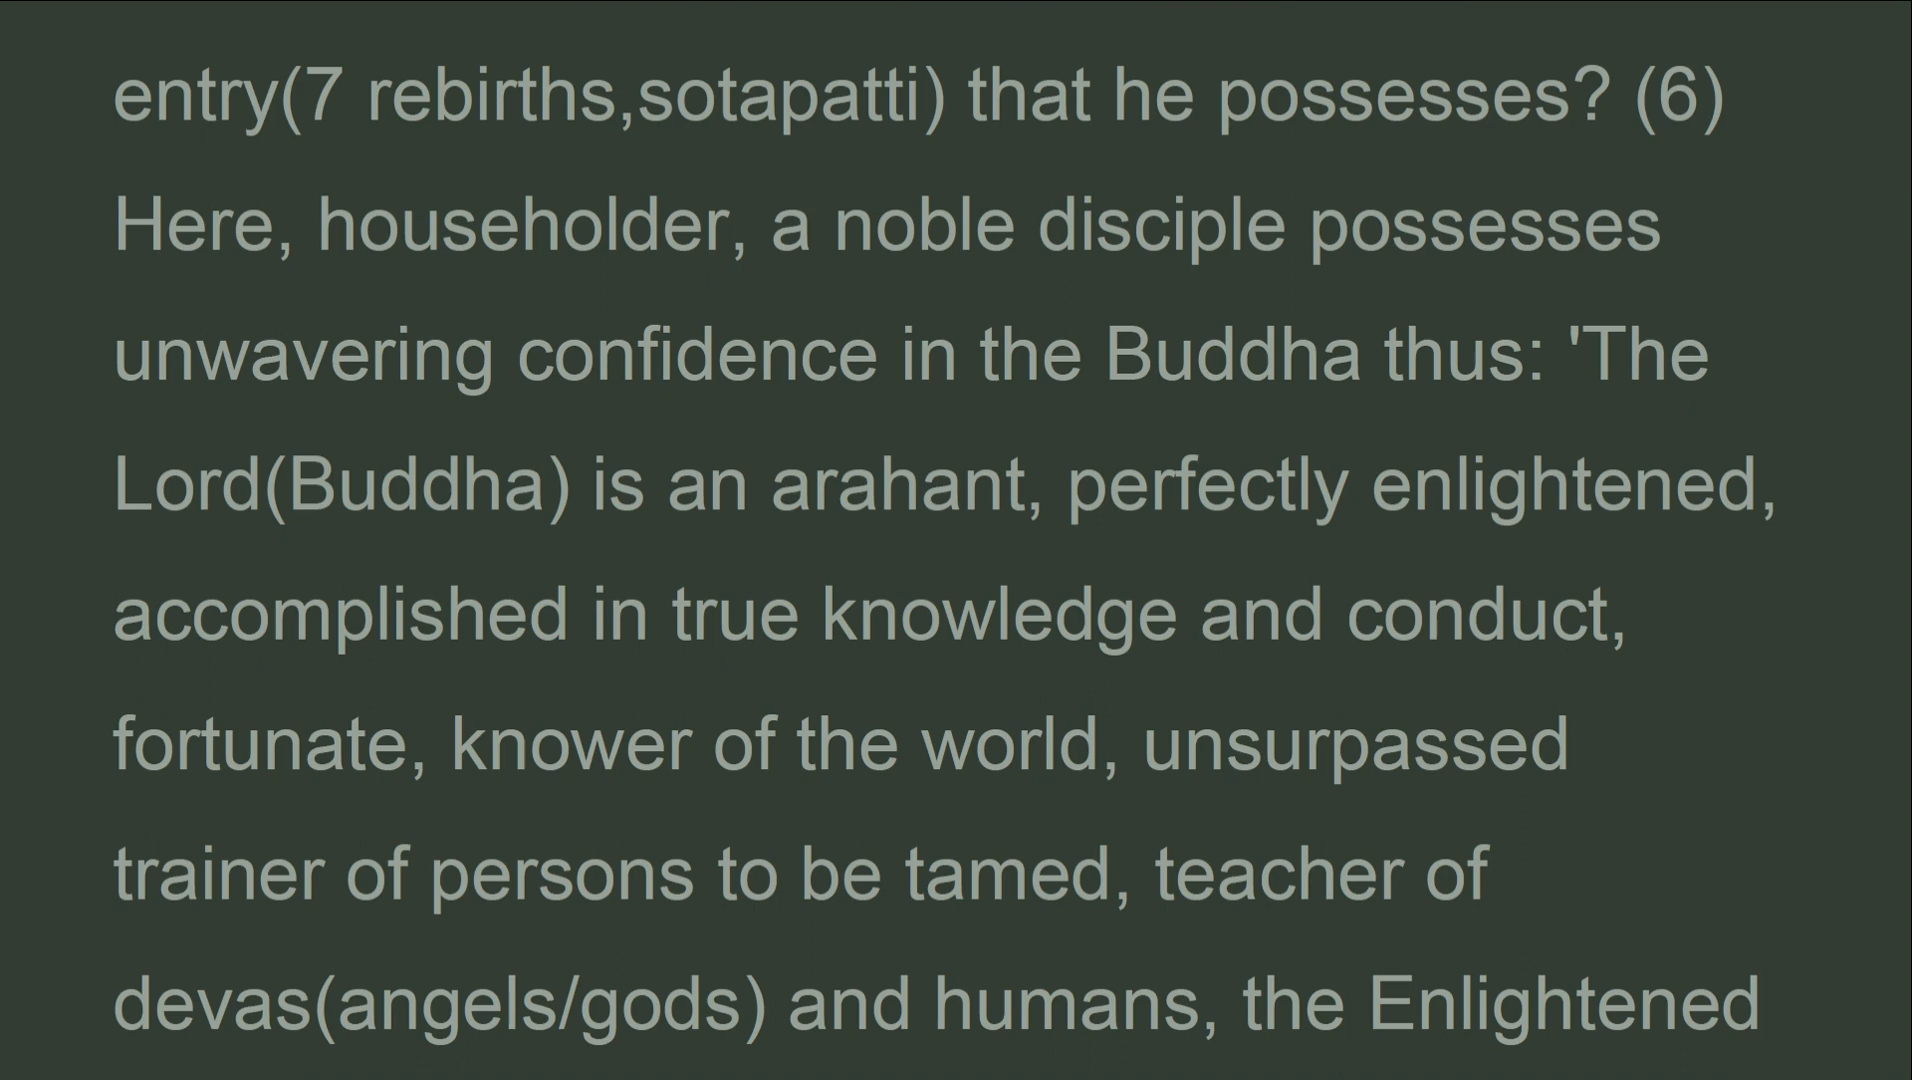 entry(7 rebirths,sotapatti) that he possesses? (6)
Here, householder, a noble disciple possesses
unwavering confidence in the Buddha thus: 'The
Lord(Buddha) is an arahant, perfectly enlightened,
accomplished in true knowledge and conduct,
fortunate, knower of the world, unsurpassed
trainer of persons to be tamed, teacher of
devas(angels/gods) and humans, the Enlightened